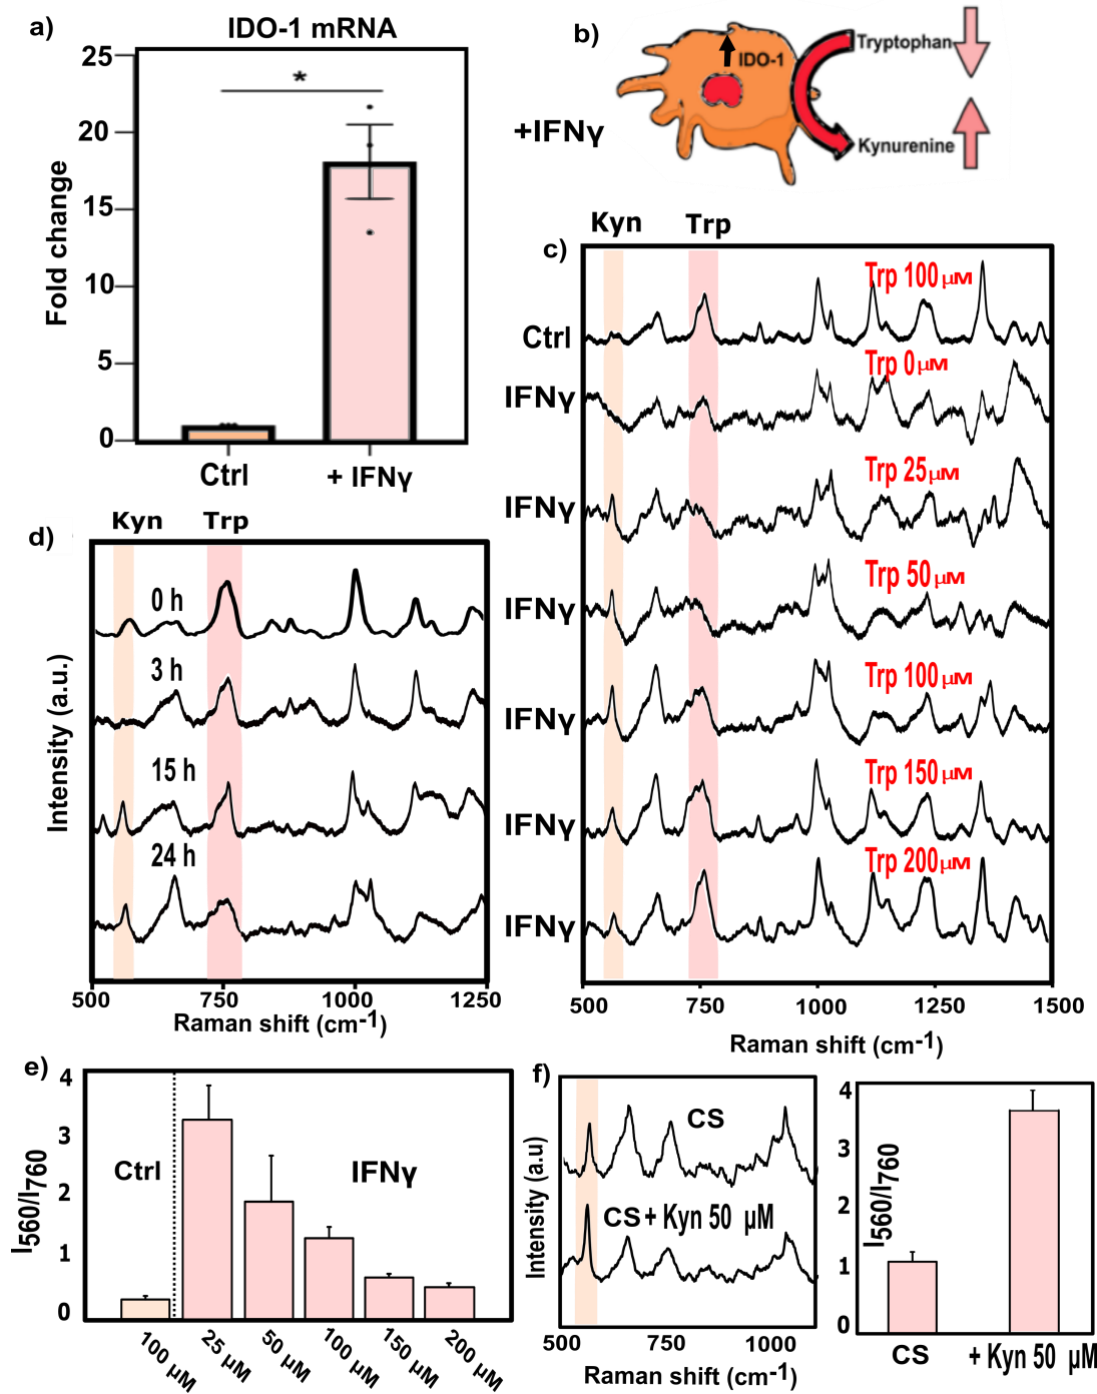 a)
IDO-1 mRNA
25
20
15
10
5
0
Fold change
*
Ctrl
+ IFNγ
b)
+IFNγ
IDO-1
Tryptophan
Kynurenine
c)
Kyn
Trp
Ctrl
Trp 100 µM
IFNγ
Trp 0 µM
IFNγ
Trp 25 µM
IFNγ
Trp 50 µM
IFNγ
Trp 100 µM
IFNγ
Trp 150 µM
IFNγ
Trp 200 µM
500
750
1000
1250
1500
Raman shift (cm-1)
d)
Kyn
Trp
0 h
3 h
15 h
24 h
Intensity (a.u.)
500
750
1000
1250
Raman shift (cm-1)
e)
4
3
2
1
0
I560/I760
Ctrl
IFNγ
100 µM
25 µM
50 µM
100 µM
150 µM
200 µM
f)
CS
CS + Kyn 50 µM
Intensity (a.u)
500
750
1000
Raman shift (cm-1)
4
3
2
1
0
I560/I760
CS
+ Kyn 50 µM